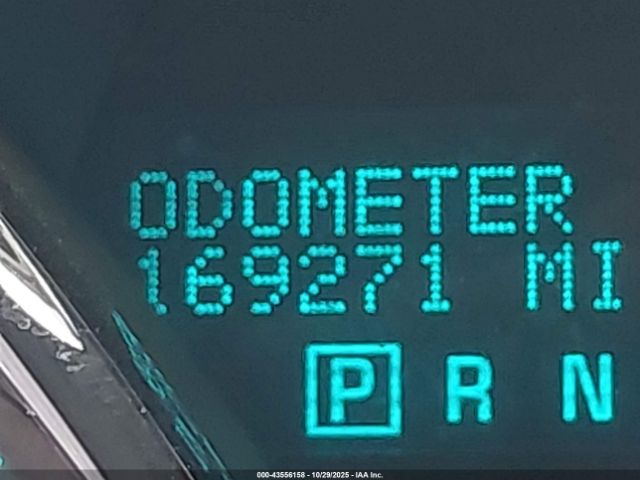 ODOMETER
169271 MI
P R N
000-43556158 - 10/29/2025 - IAA Inc.